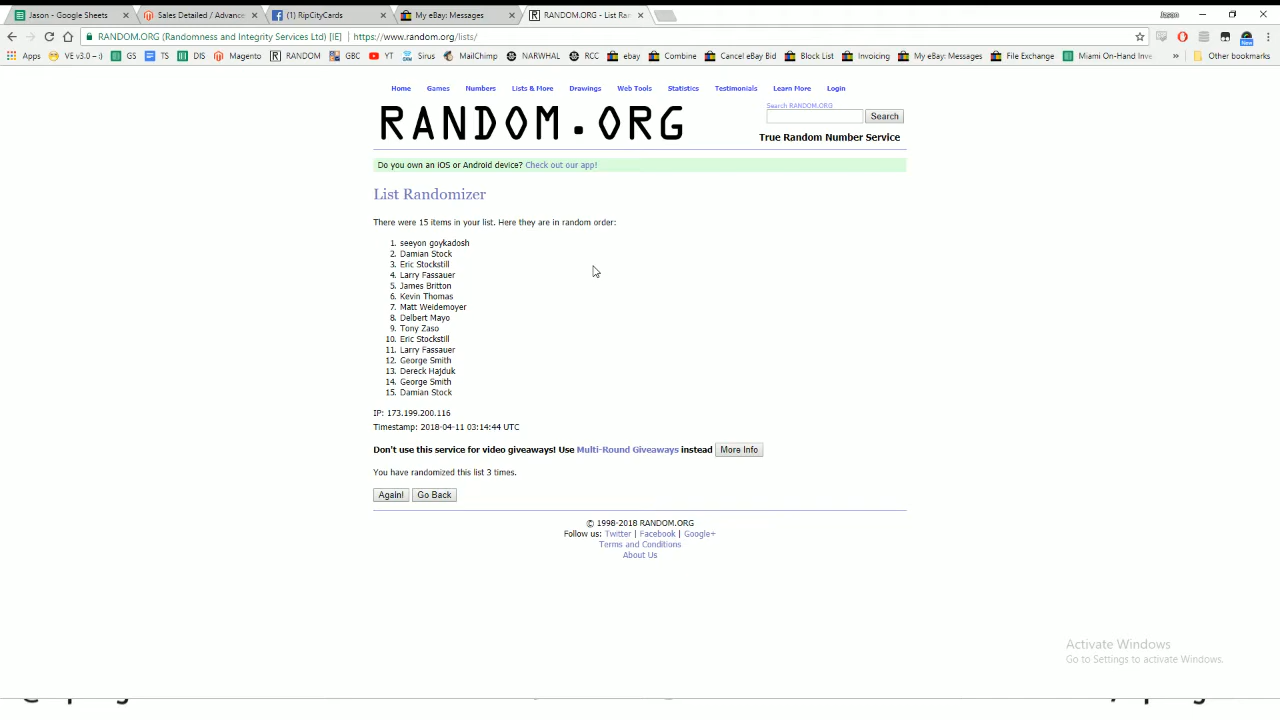 Jason - Google Sheets
Sales Detailed / Advance
(1) RipCityCards
My eBay: Messages
RANDOM.ORG - List Ra
Jason
RANDOM.ORG (Randomness and Integrity Services Ltd) [IE] https://www.random.org/lists/
Apps VE v3.0 -- :) GS TS DIS Magento RANDOM GBC YT Sirus MailChimp NARWHAL RCC ebay Combine Cancel eBay Bid Block List Invoicing My eBay: Messages File Exchange Miami On-Hand Inve » Other bookmarks
Home Games Numbers Lists & More Drawings Web Tools Statistics Testimonials Learn More Login
RANDOM.ORG
Search RANDOM.ORG
Search
True Random Number Service
Do you own an iOS or Android device? Check out our app!
List Randomizer
There were 15 items in your list. Here they are in random order:
1. seeyon goykadosh
2. Damian Stock
3. Eric Stockstill
4. Larry Fassauer
5. James Britton
6. Kevin Thomas
7. Matt Weidemoyer
8. Delbert Mayo
9. Tony Zaso
10. Eric Stockstill
11. Larry Fassauer
12. George Smith
13. Dereck Hajduk
14. George Smith
15. Damian Stock
IP: 173.199.200.116
Timestamp: 2018-04-11 03:14:44 UTC
Don't use this service for video giveaways! Use Multi-Round Giveaways instead More Info
You have randomized this list 3 times.
Again! Go Back
© 1998-2018 RANDOM.ORG
Follow us: Twitter | Facebook | Google+
Terms and Conditions
About Us
Activate Windows
Go to Settings to activate Windows.